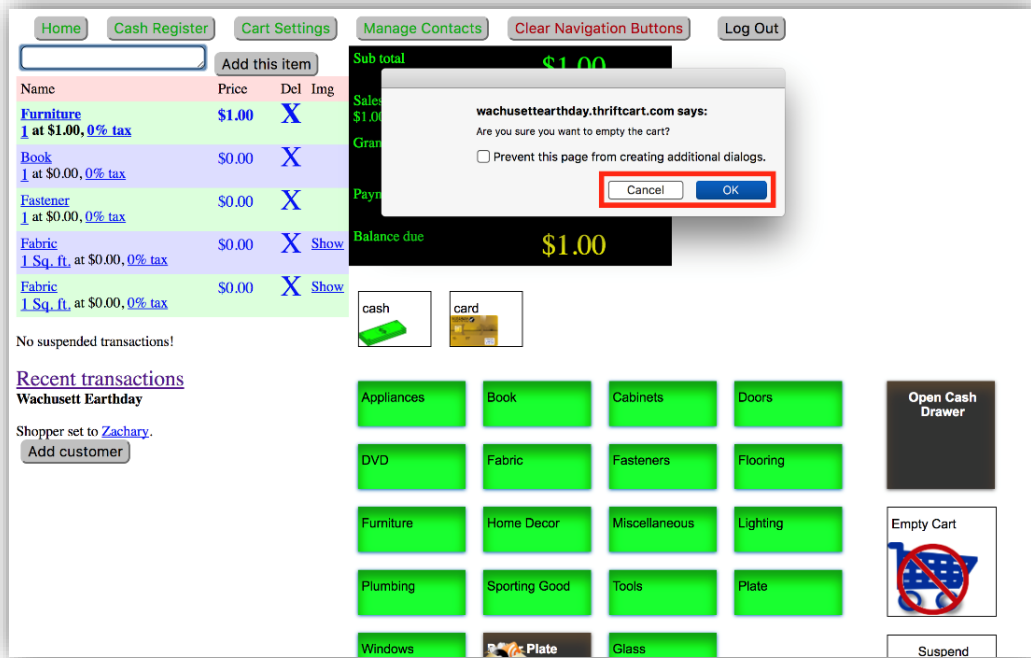 Home Cash Register Cart Settings Manage Contacts Clear Navigation Buttons Log Out
Add this item
Name Price Del Img
Furniture $1.00 X
1 at $1.00, 0% tax
Book $0.00 X
1 at $0.00, 0% tax
Fastener $0.00 X
1 at $0.00, 0% tax
Fabric $0.00 X Show
1 Sq. ft. at $0.00, 0% tax
Fabric $0.00 X Show
1 Sq. ft. at $0.00, 0% tax
No suspended transactions!
Recent transactions
Wachusett Earthday
Shopper set to Zachary.
Add customer
Sub total $1.00
Balance due $1.00
wachusettearthday.thriftcart.com says:
Are you sure you want to empty the cart?
Prevent this page from creating additional dialogs.
Cancel OK
cash card
Appliances Book Cabinets Doors
DVD Fabric Fasteners Flooring
Furniture Home Decor Miscellaneous Lighting
Plumbing Sporting Good Tools Plate
Windows Plate Glass
Open Cash
Drawer
Empty Cart
Suspend